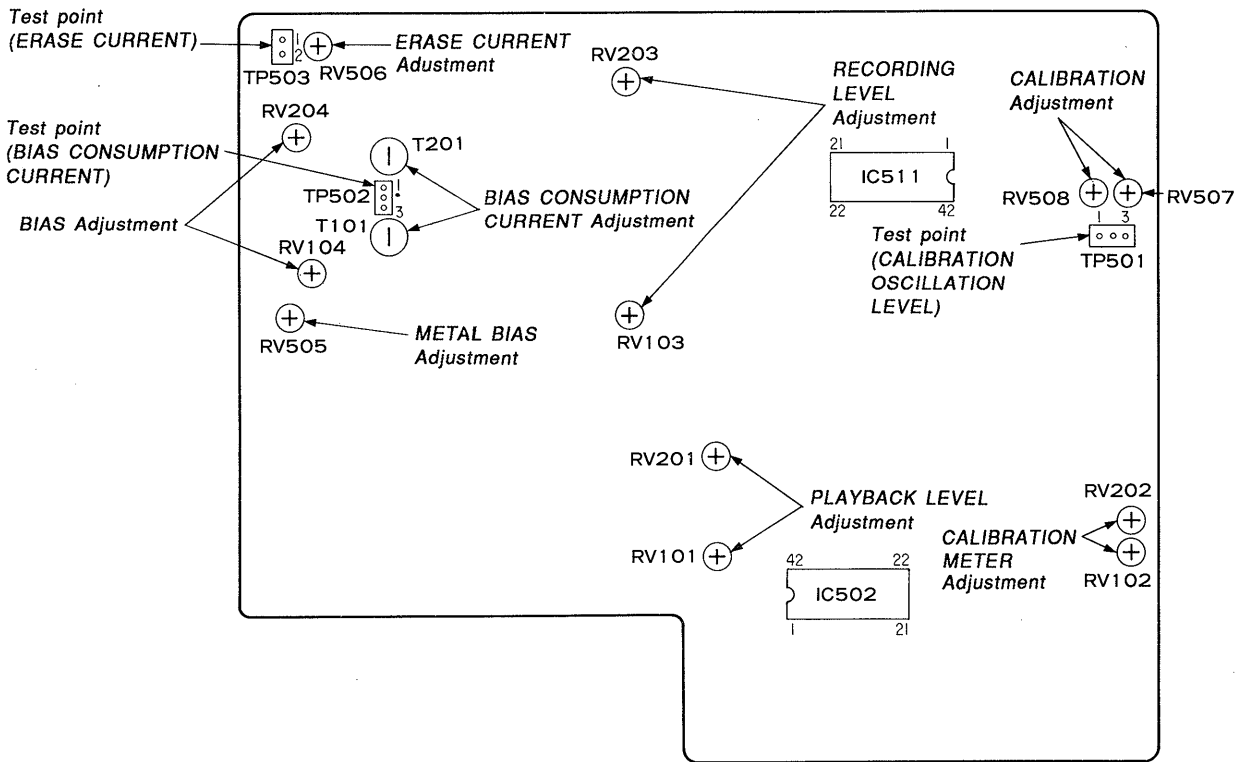 Test point
(ERASE CURRENT)
1
2
TP503
RV506
ERASE CURRENT
Adustment
RV203
RECORDING
LEVEL
Adjustment
CALIBRATION
Adjustment
RV204
Test point
(BIAS CONSUMPTION
CURRENT)
T201
TP502
1
3
T101
BIAS CONSUMPTION
CURRENT Adjustment
BIAS Adjustment
RV104
21
1
IC511
22
42
RV508
RV507
1
3
TP501
Test point
(CALIBRATION
OSCILLATION
LEVEL)
RV505
METAL BIAS
Adjustment
RV103
RV201
PLAYBACK LEVEL
Adjustment
RV101
RV202
CALIBRATION
METER
Adjustment
RV102
42
22
IC502
1
21